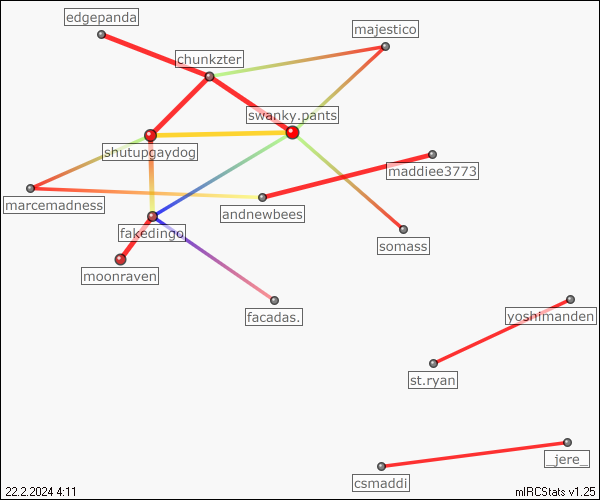 edgepanda
majestico
chunkzter
swanky.pants
shutupgaydog
maddiee3773
marcemadness
andnewbees
fakedingo
somass
moonraven
facadas.
yoshimanden
st.ryan
_jere_
csmaddi
22.2.2024 4:11
mIRCStats v1.25